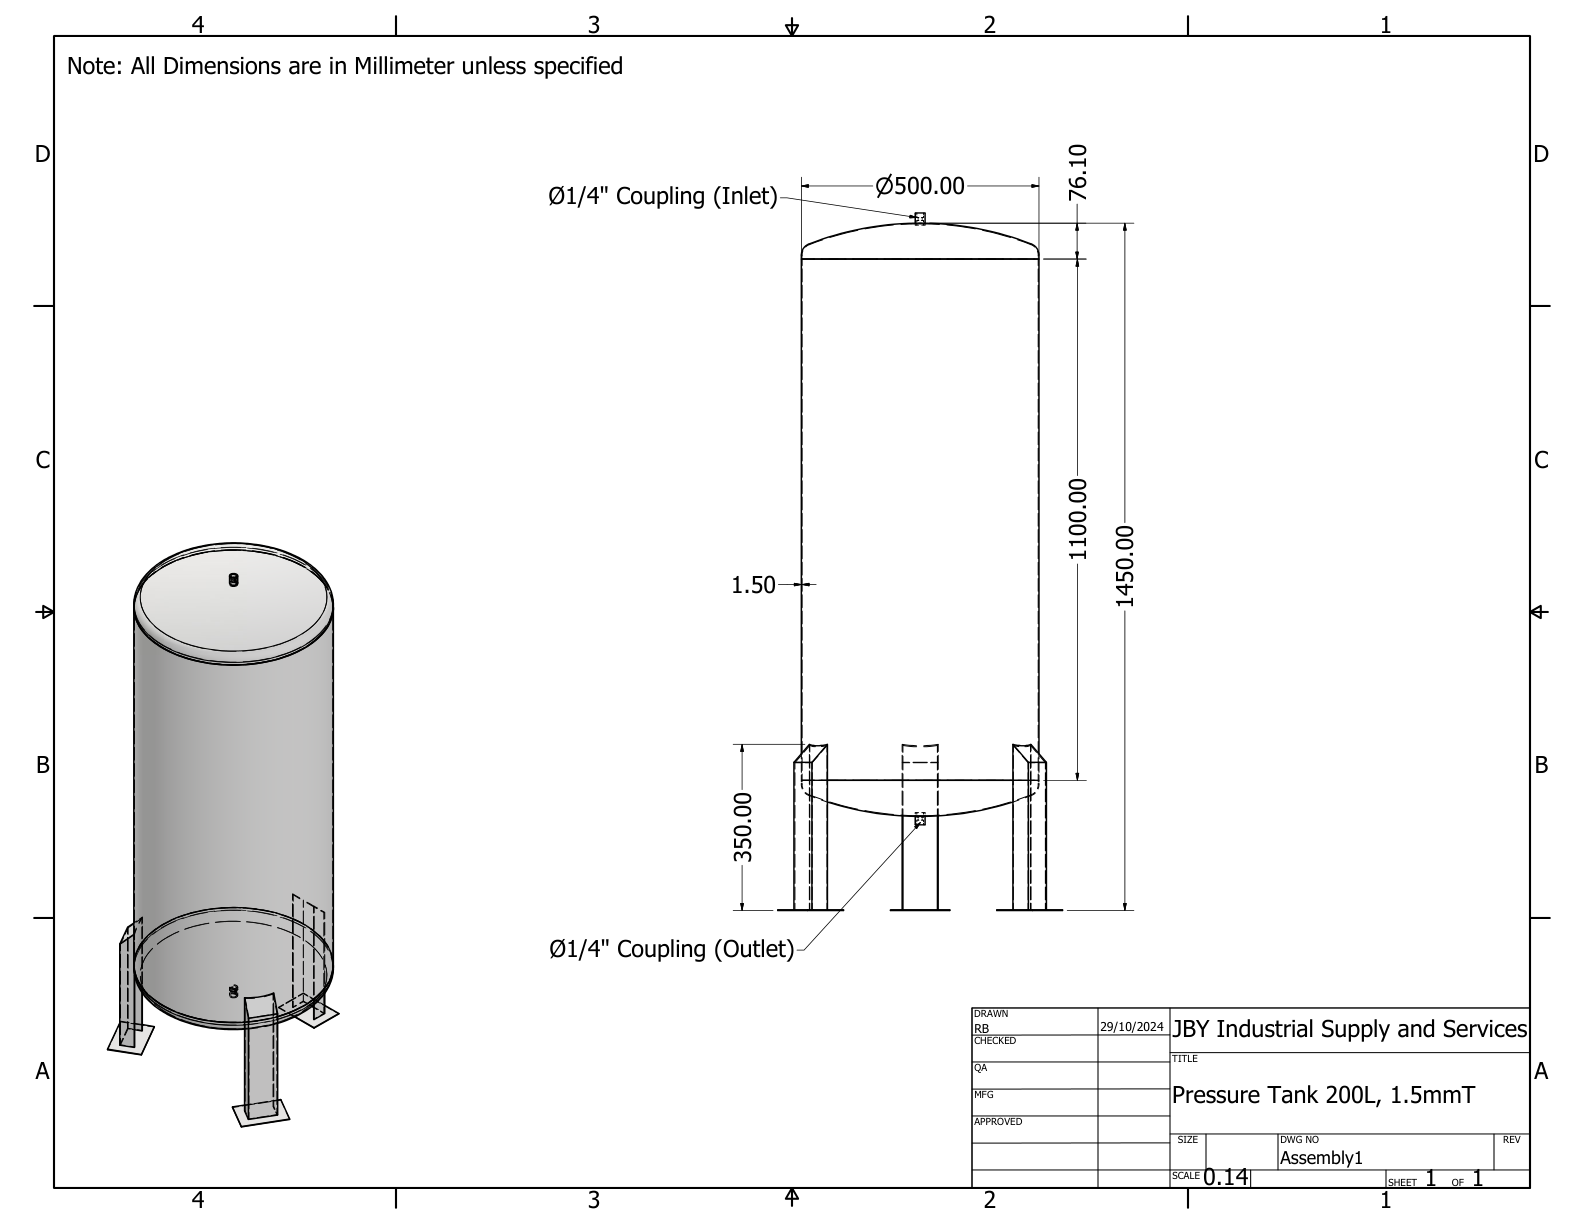 4 3 2 1
Note: All Dimensions are in Millimeter unless specified
D D
76.10
Ø500.00
Ø1/4" Coupling (Inlet)
C C
1100.00
1450.00
1.50
B B
350.00
Ø1/4" Coupling (Outlet)
A A
DRAWN
RB 29/10/2024
CHECKED
QA
MFG
APPROVED
JBY Industrial Supply and Services
TITLE
Pressure Tank 200L, 1.5mmT
SIZE DWG NO REV
Assembly1
SCALE 0.14 SHEET 1 OF 1
4 3 2 1